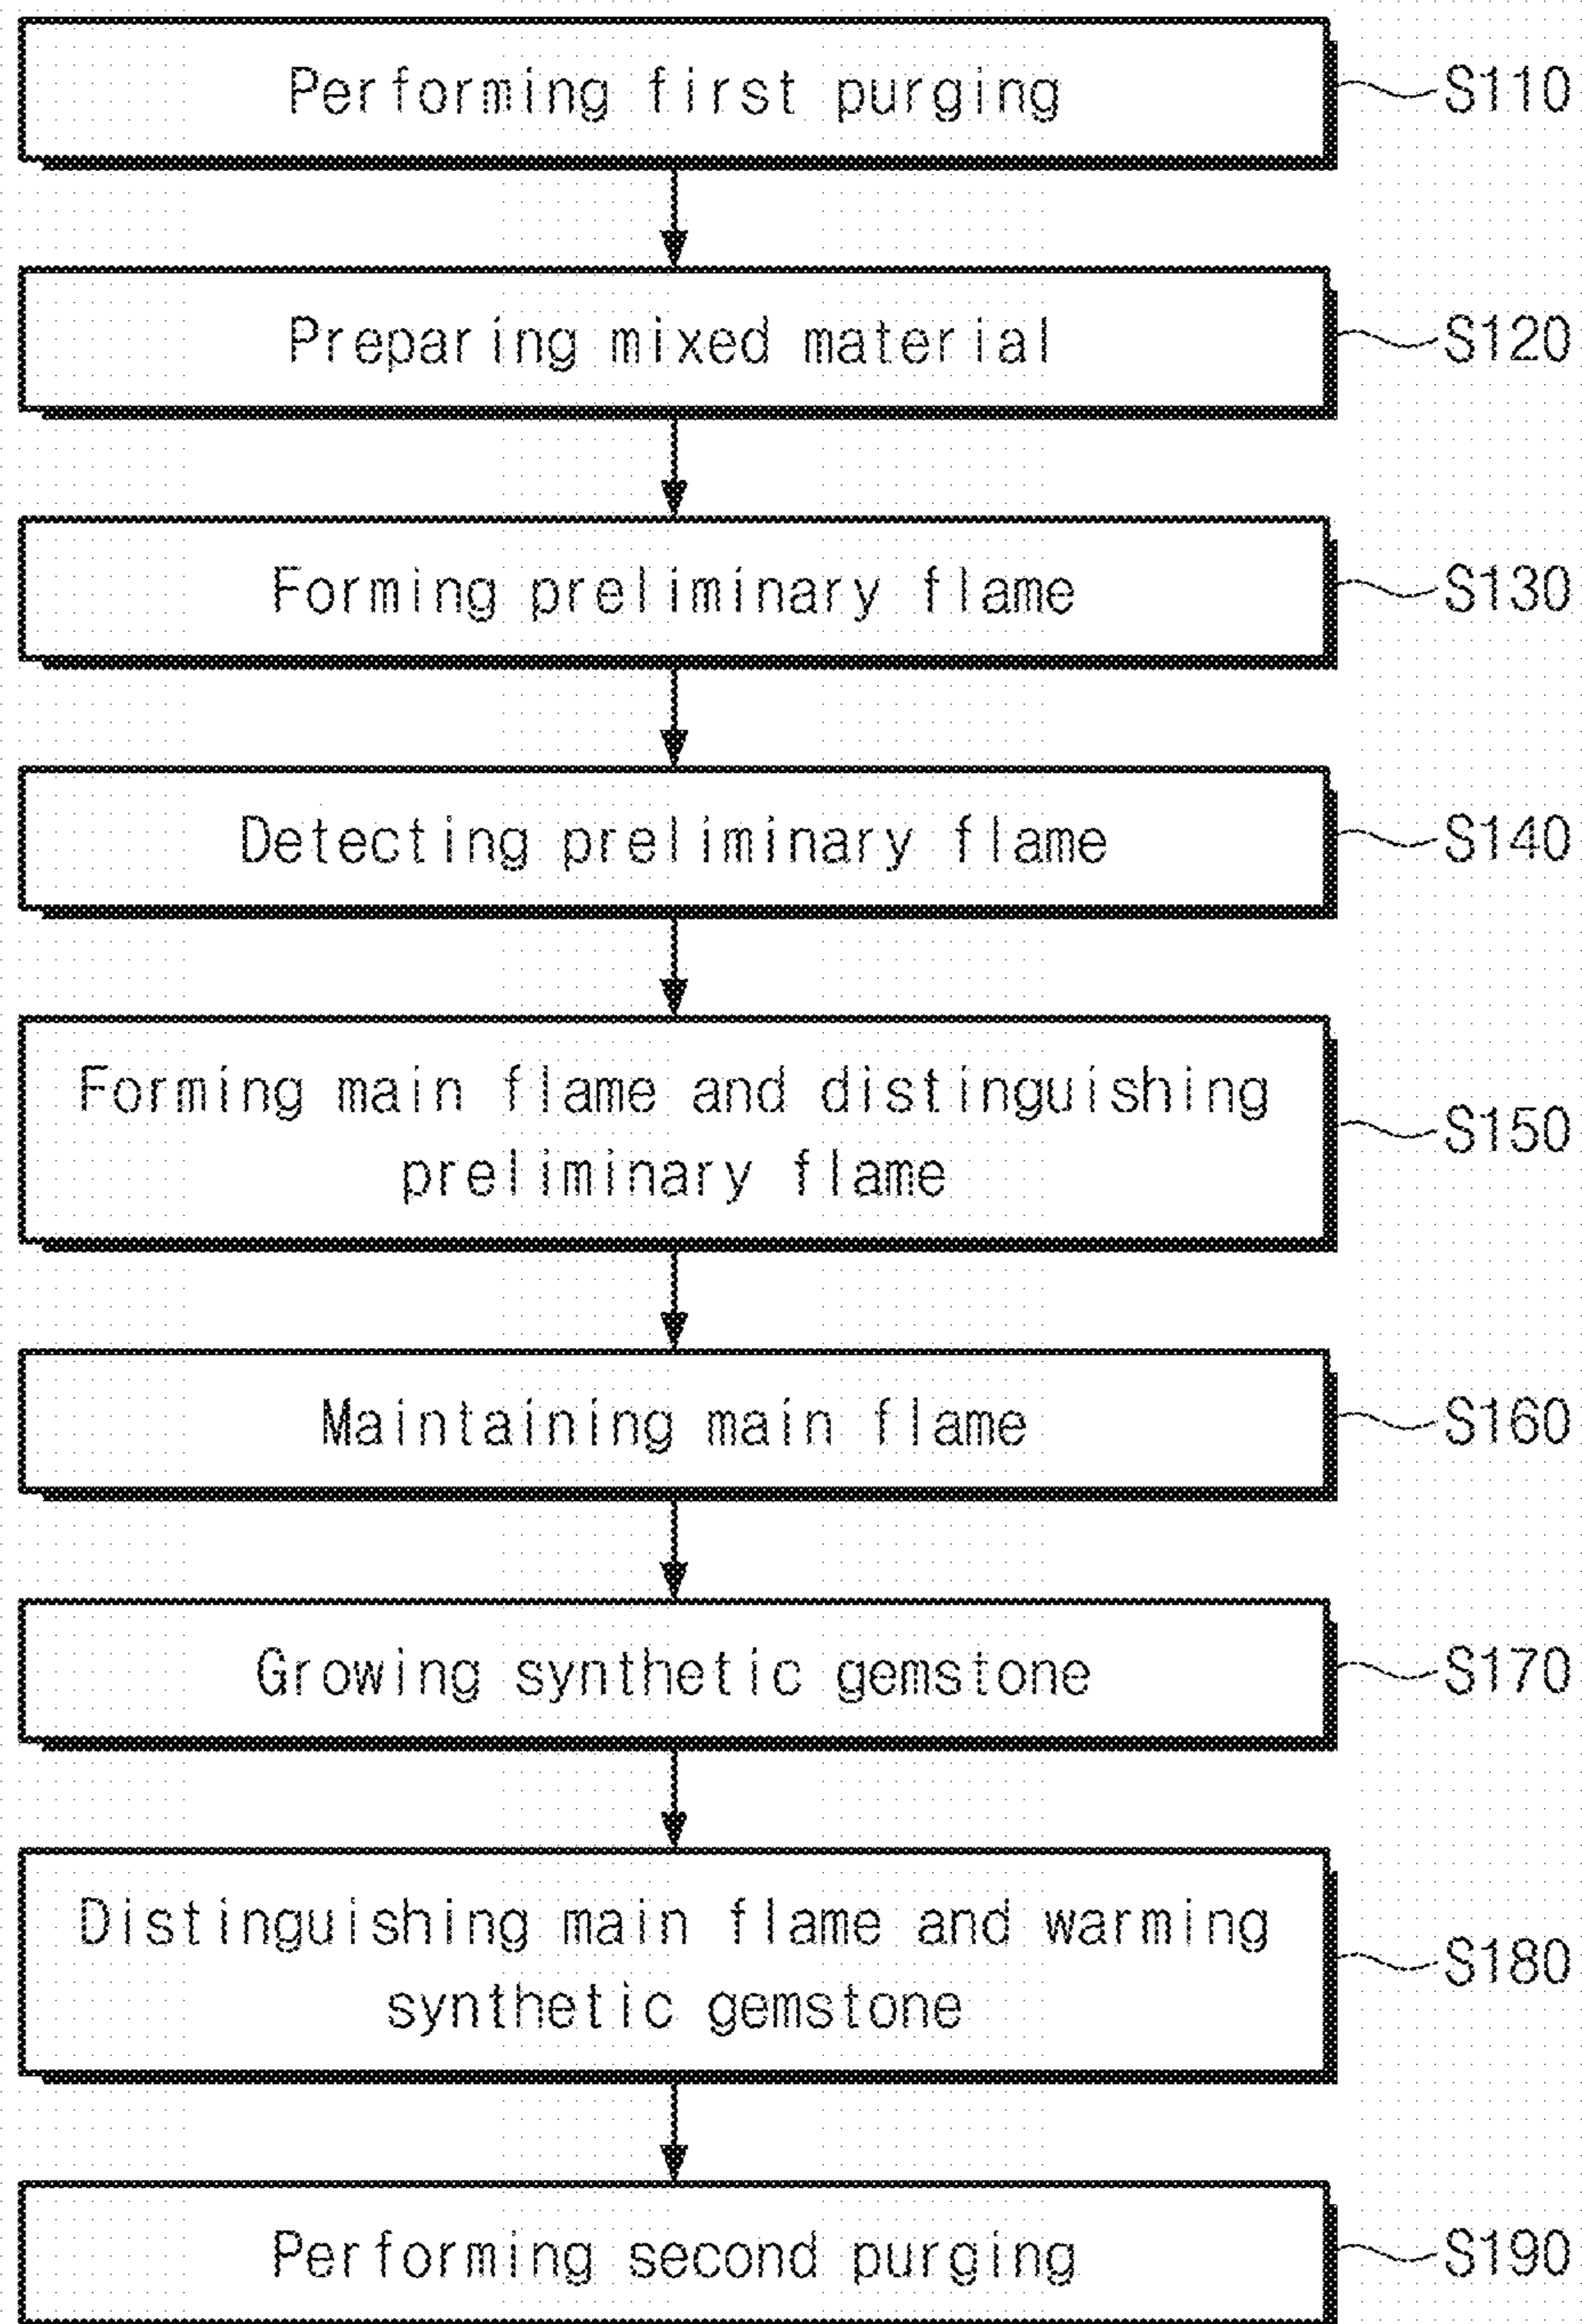 Performing first purging
S110
Preparing mixed material
S120
Forming preliminary flame
S130
Detecting preliminary flame
S140
Forming main flame and distinguishing
preliminary flame
S150
Maintaining main flame
S160
Growing synthetic gemstone
S170
Distinguishing main flame and warming
synthetic gemstone
S180
Performing second purging
S190